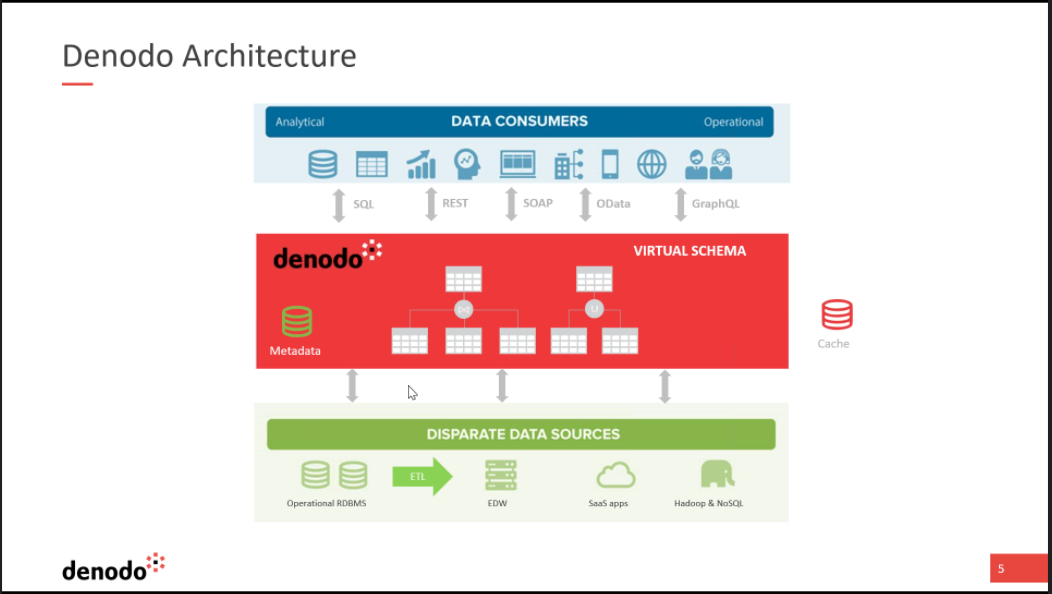 Denodo Architecture
Analytical DATA CONSUMERS Operational
SQL REST SOAP OData GraphQL
denodo VIRTUAL SCHEMA
U
Metadata
Cache
DISPARATE DATA SOURCES
ETL
Operational RDBMS EDW SaaS apps Hadoop & NoSQL
denodo
5